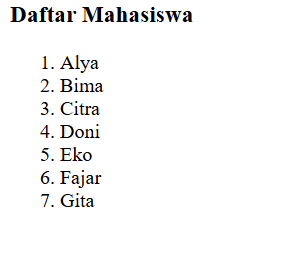 Daftar Mahasiswa
1. Alya
2. Bima
3. Citra
4. Doni
5. Eko
6. Fajar
7. Gita